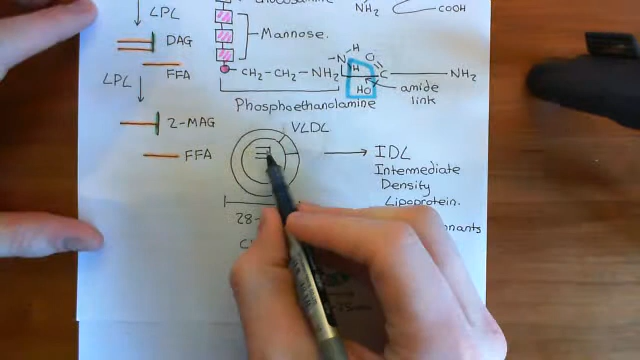 NH2
COOH
LPL
DAG
Mannose.
FFA
CH2-CH2-NH2
N
H
H
O
C
HO
NH2
amide
link
LPL
Phosphoethanolamine
2-MAG
VLDL
FFA
IDL
Intermediate
Density
Lipoprotein.
28-